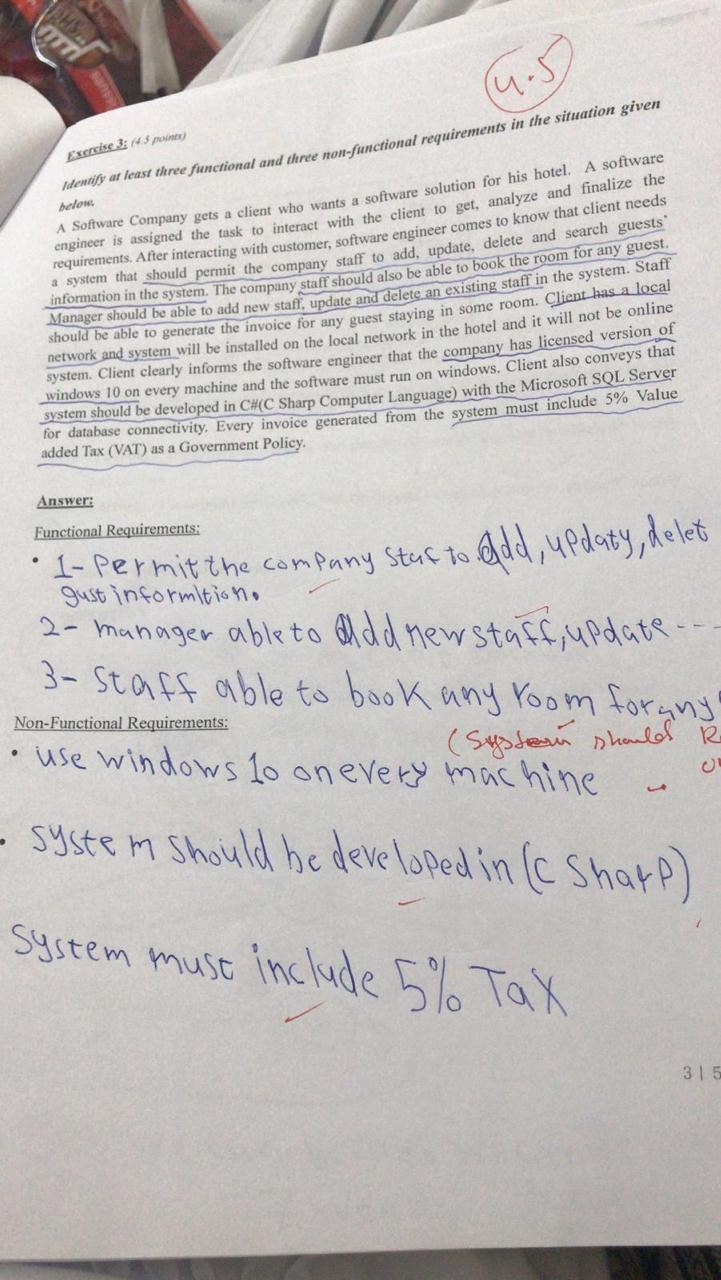 4.5
Exercise 3: (4.5 points)
Identify at least three functional and three non-functional requirements in the situation given
below.
A Software Company gets a client who wants a software solution for his hotel. A software
engineer is assigned the task to interact with the client to get, analyze and finalize the
requirements. After interacting with customer, software engineer comes to know that client needs
a system that should permit the company staff to add, update, delete and search guests'
information in the system. The company staff should also be able to book the room for any guest.
Manager should be able to add new staff, update and delete an existing staff in the system. Staff
should be able to generate the invoice for any guest staying in some room. Client has a local
network and system will be installed on the local network in the hotel and it will not be online
system. Client clearly informs the software engineer that the company has licensed version of
windows 10 on every machine and the software must run on windows. Client also conveys that
system should be developed in C#(C Sharp Computer Language) with the Microsoft SQL Server
for database connectivity. Every invoice generated from the system must include 5% Value
added Tax (VAT) as a Government Policy.
Answer:
Functional Requirements:
• 1- Permit the company staf to add, updaty, delet
gust informition.
2- manager able to Add new staff, update ---
3- Staff able to book any room for any
Non-Functional Requirements:
(System should
• use windows 10 on every machine
• system should be developed in (C Sharp)
System must include 5% Tax
3 | 5